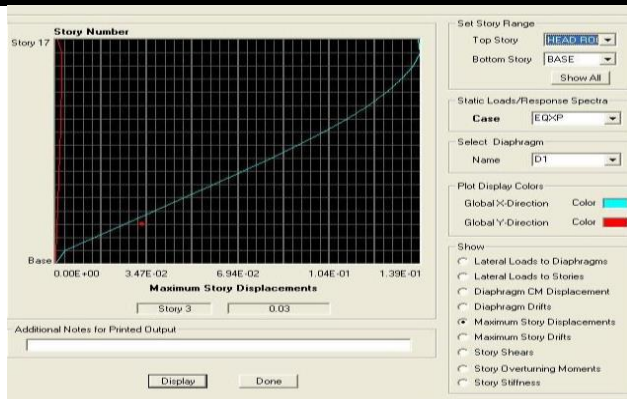 Story Number
Story 17
Base
0.00E+00 3.47E-02 6.94E-02 1.04E-01 1.39E-01
Maximum Story Displacements
Story 3 0.03
Additional Notes for Printed Output
Display Done
Set Story Range
Top Story HEAD ROI
Bottom Story BASE
Show All
Static Loads/Response Spectra
Case EQXP
Select Diaphragm
Name D1
Plot Display Colors
Global X-Direction Color
Global Y-Direction Color
Show
Lateral Loads to Diaphragms
Lateral Loads to Stories
Diaphragm CM Displacement
Diaphragm Drifts
Maximum Story Displacements
Maximum Story Drifts
Story Shears
Story Overturning Moments
Story Stiffness